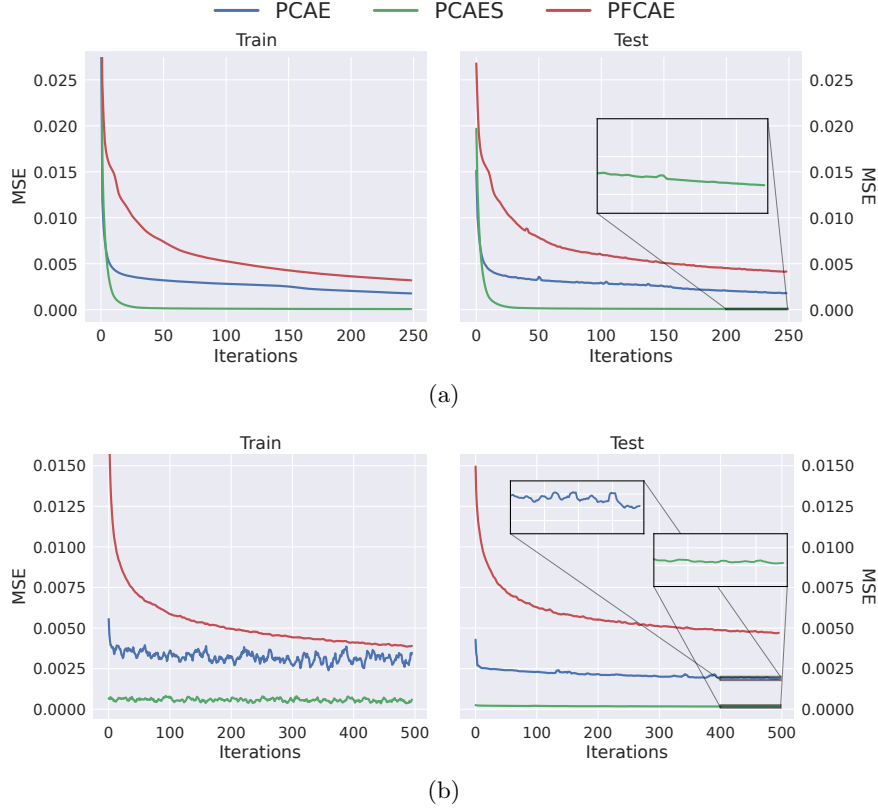 PCAE PCAES PFCAE
Train Test
0.025 0.025
0.020 0.020
0.015 0.015
0.010 0.010
0.005 0.005
0.000 0.000
MSE MSE
0 50 100 150 200 250 0 50 100 150 200 250
Iterations Iterations
(a)
Train Test
0.0150 0.0150
0.0125 0.0125
0.0100 0.0100
0.0075 0.0075
0.0050 0.0050
0.0025 0.0025
0.0000 0.0000
MSE MSE
0 100 200 300 400 500 0 100 200 300 400 500
Iterations Iterations
(b)